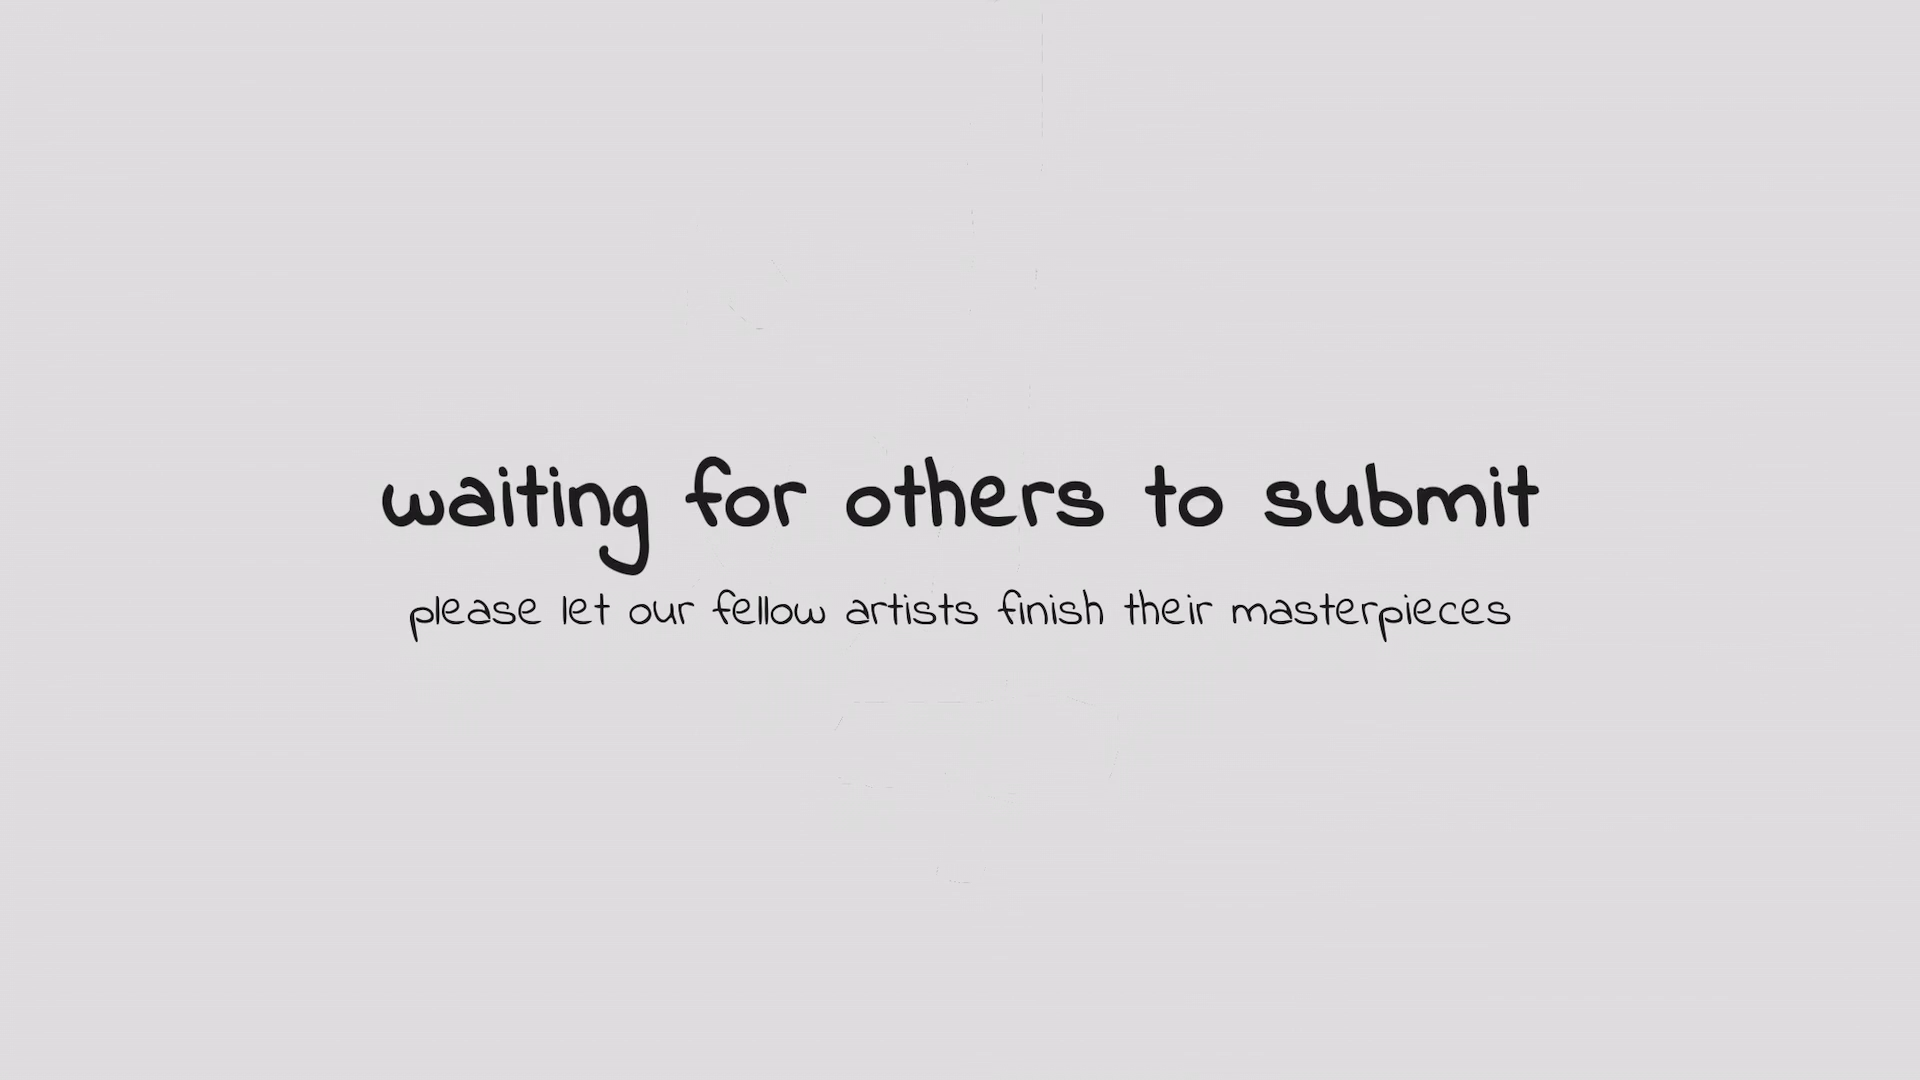 waiting for others to submit
please let our fellow artists finish their masterpieces